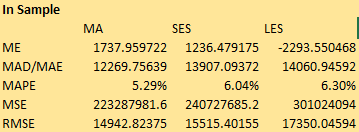 In Sample
MA SES LES
ME 1737.959722 1236.479175 -2293.550468
MAD/MAE 12269.75639 13907.09372 14060.94592
MAPE 5.29% 6.04% 6.30%
MSE 223287981.6 240727685.2 301024094
RMSE 14942.82375 15515.40155 17350.04594